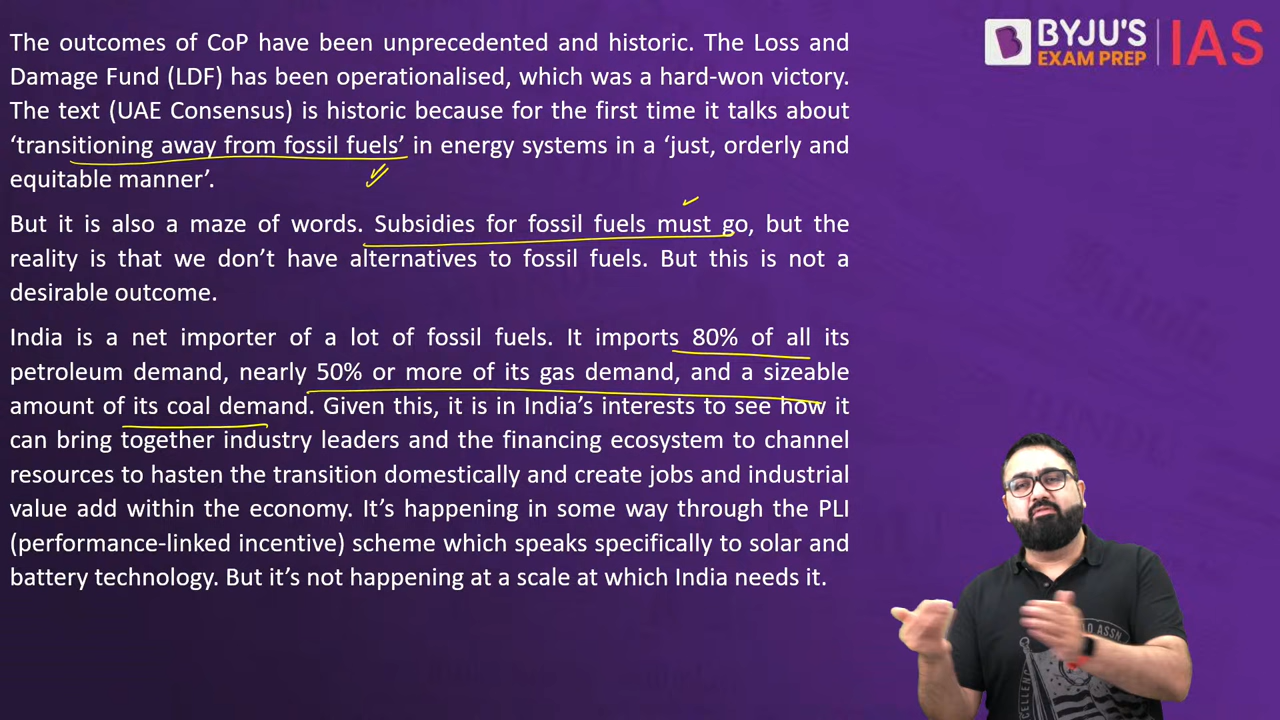 The outcomes of CoP have been unprecedented and historic. The Loss and
Damage Fund (LDF) has been operationalised, which was a hard-won victory.
The text (UAE Consensus) is historic because for the first time it talks about
‘transitioning away from fossil fuels’ in energy systems in a ‘just, orderly and
equitable manner’.
But it is also a maze of words. Subsidies for fossil fuels must go, but the
reality is that we don’t have alternatives to fossil fuels. But this is not a
desirable outcome.
India is a net importer of a lot of fossil fuels. It imports 80% of all its
petroleum demand, nearly 50% or more of its gas demand, and a sizeable
amount of its coal demand. Given this, it is in India’s interests to see how it
can bring together industry leaders and the financing ecosystem to channel
resources to hasten the transition domestically and create jobs and industrial
value add within the economy. It’s happening in some way through the PLI
(performance-linked incentive) scheme which speaks specifically to solar and
battery technology. But it’s not happening at a scale at which India needs it.
BYJU'S
EXAM PREP
IAS
ASSN